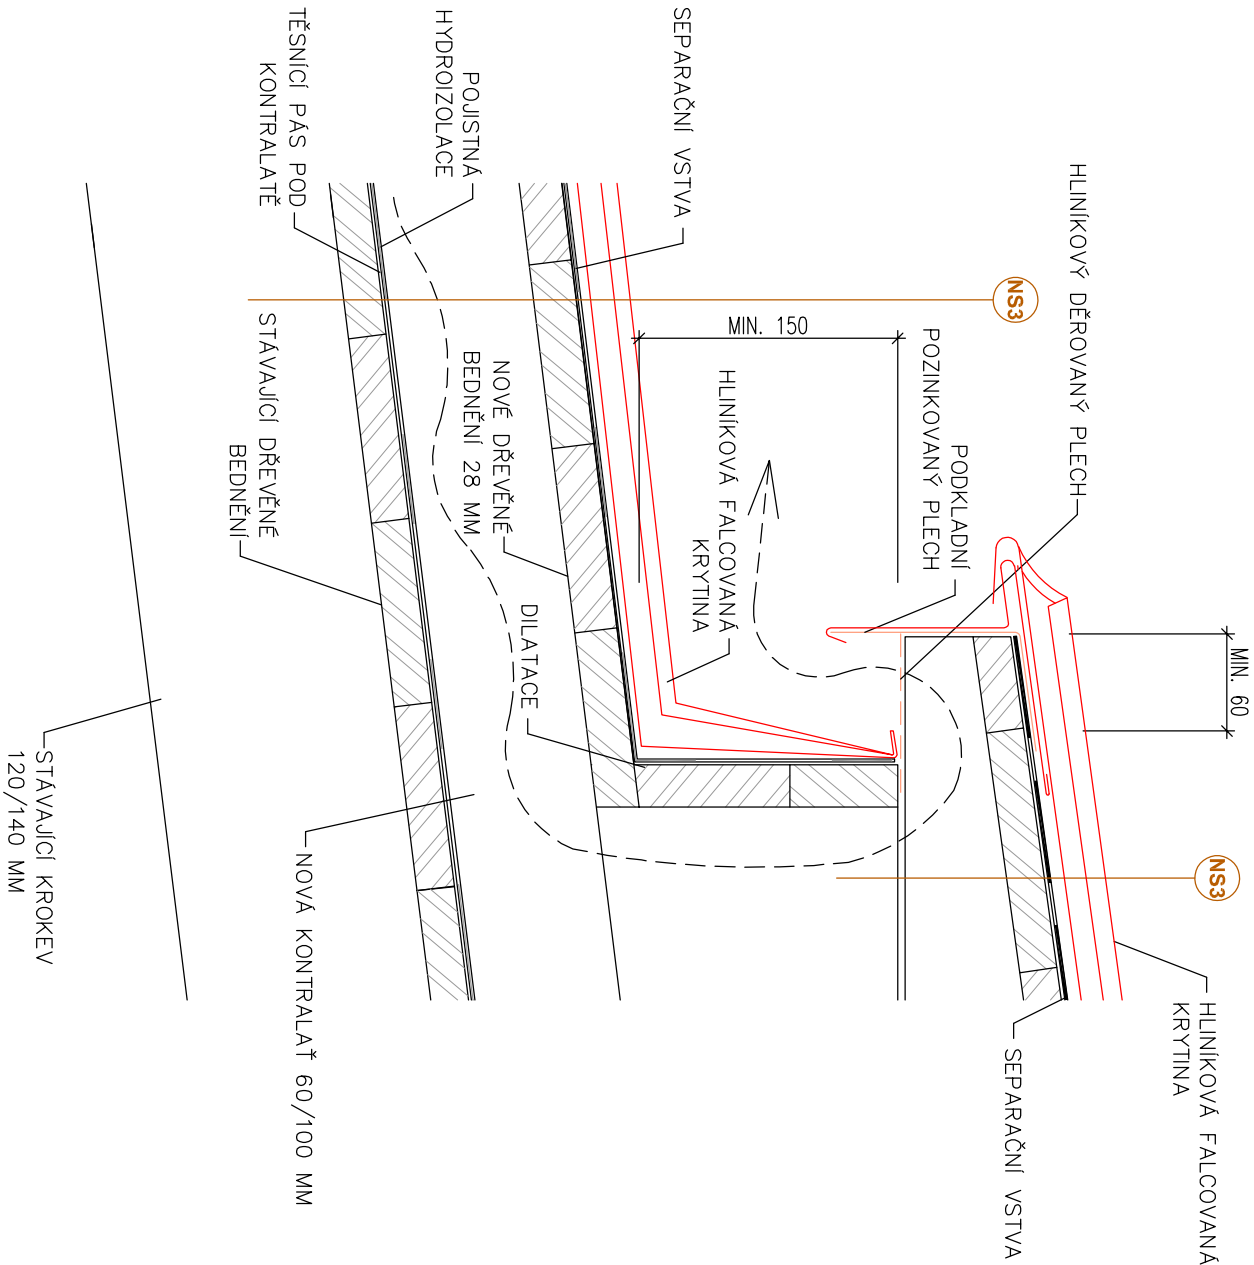 SEPARAČNÍ VSTVA
POJISTNÁ
HYDROIZOLACE
TĚSNÍCÍ PÁS POD
KONTRALATĚ
HLINÍKOVÝ DĚROVANÝ PLECH
NS3
MIN. 150
PODKLADNÍ
POZINKOVANÝ PLECH
HLINÍKOVÁ FALCOVANÁ
KRYTINA
NOVÉ DŘEVĚNÉ
BEDNĚNÍ 28 MM
STÁVAJÍCÍ DŘEVĚNÉ
BEDNĚNÍ
DILATACE
MIN. 60
NS3
HLINÍKOVÁ FALCOVANÁ
KRYTINA
SEPARAČNÍ VSTVA
NOVÁ KONTRALAŤ 60/100 MM
STÁVAJÍCÍ KROKEV
120/140 MM